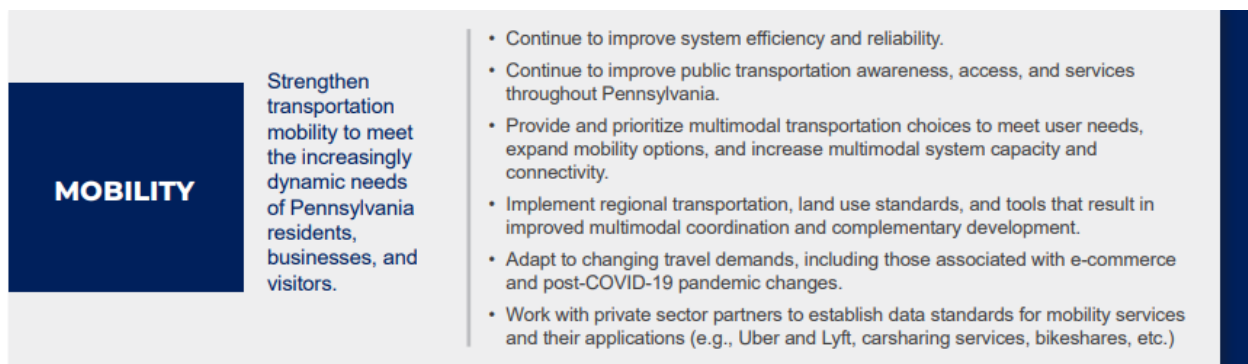 MOBILITY
Strengthen
transportation
mobility to meet
the increasingly
dynamic needs
of Pennsylvania
residents,
businesses, and
visitors.
• Continue to improve system efficiency and reliability.
• Continue to improve public transportation awareness, access, and services
throughout Pennsylvania.
• Provide and prioritize multimodal transportation choices to meet user needs,
expand mobility options, and increase multimodal system capacity and
connectivity.
• Implement regional transportation, land use standards, and tools that result in
improved multimodal coordination and complementary development.
• Adapt to changing travel demands, including those associated with e-commerce
and post-COVID-19 pandemic changes.
• Work with private sector partners to establish data standards for mobility services
and their applications (e.g., Uber and Lyft, carsharing services, bikeshares, etc.)